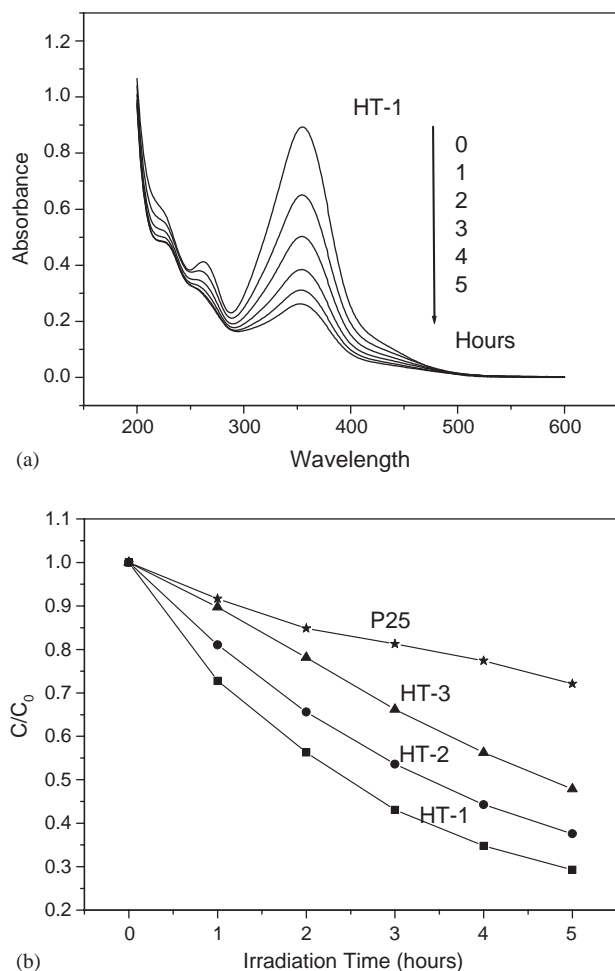 1.2
1.0
0.8
0.6
0.4
0.2
0.0
Absorbance
HT-1
0
1
2
3
4
5
Hours
200 300 400 500 600
Wavelength
(a)
1.1
1.0
0.9
0.8
0.7
0.6
0.5
0.4
0.3
0.2
C/C₀
P25
HT-3
HT-2
HT-1
0 1 2 3 4 5
Irradiation Time (hours)
(b)